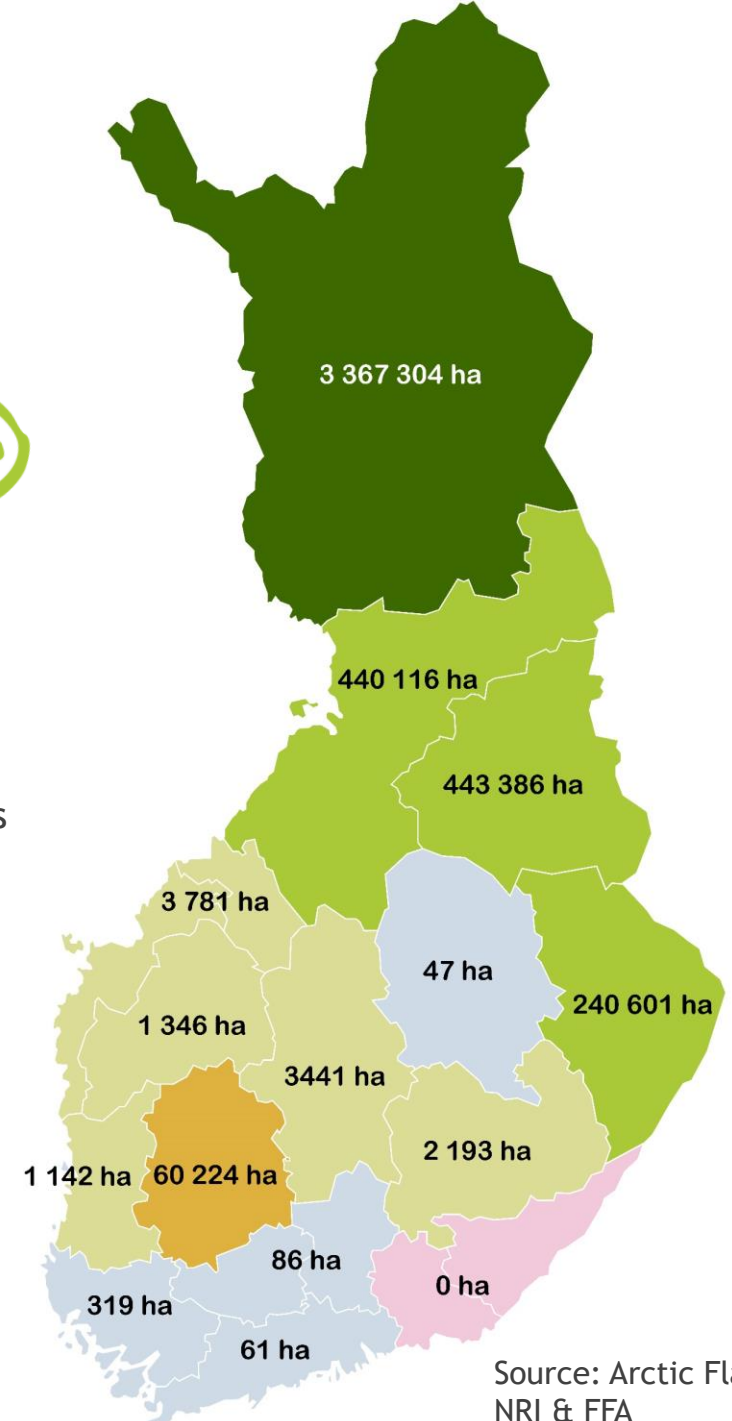 3 367 304 ha
440 116 ha
443 386 ha
s
3 781 ha
47 ha
240 601 ha
1 346 ha
3441 ha
2 193 ha
1 142 ha
60 224 ha
86 ha
0 ha
319 ha
61 ha
Source: Arctic Fla
NRI & FFA